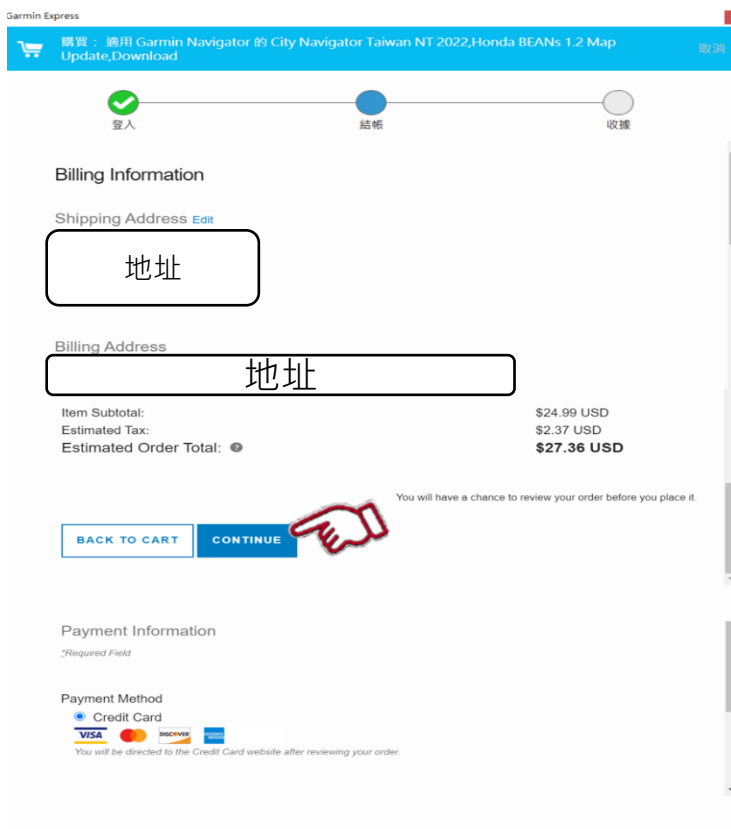 Garmin Express
購買： 適用 Garmin Navigator 的 City Navigator Taiwan NT 2022,Honda BEANs 1.2 Map
Update,Download
取消
登入
結帳
收據
Billing Information
Shipping Address Edit
地址
Billing Address
地址
Item Subtotal: $24.99 USD
Estimated Tax: $2.37 USD
Estimated Order Total: ? $27.36 USD
You will have a chance to review your order before you place it.
BACK TO CART CONTINUE
Payment Information
*Required Field
Payment Method
Credit Card
VISA DISCOVER
You will be directed to the Credit Card website after reviewing your order.